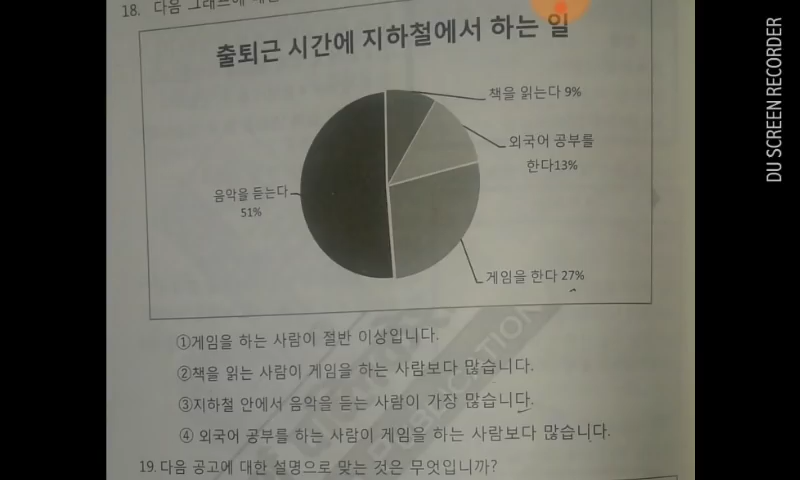 18. 다음 그래프에
출퇴근 시간에 지하철에서 하는 일
책을 읽는다 9%
외국어 공부를
한다13%
음악을 듣는다
51%
게임을 한다 27%
①게임을 하는 사람이 절반 이상입니다.
②책을 읽는 사람이 게임을 하는 사람보다 많습니다.
③지하철 안에서 음악을 듣는 사람이 가장 많습니다.
④ 외국어 공부를 하는 사람이 게임을 하는 사람보다 많습니다.
19.다음 공고에 대한 설명으로 맞는 것은 무엇입니까?
DU SCREEN RECORDER